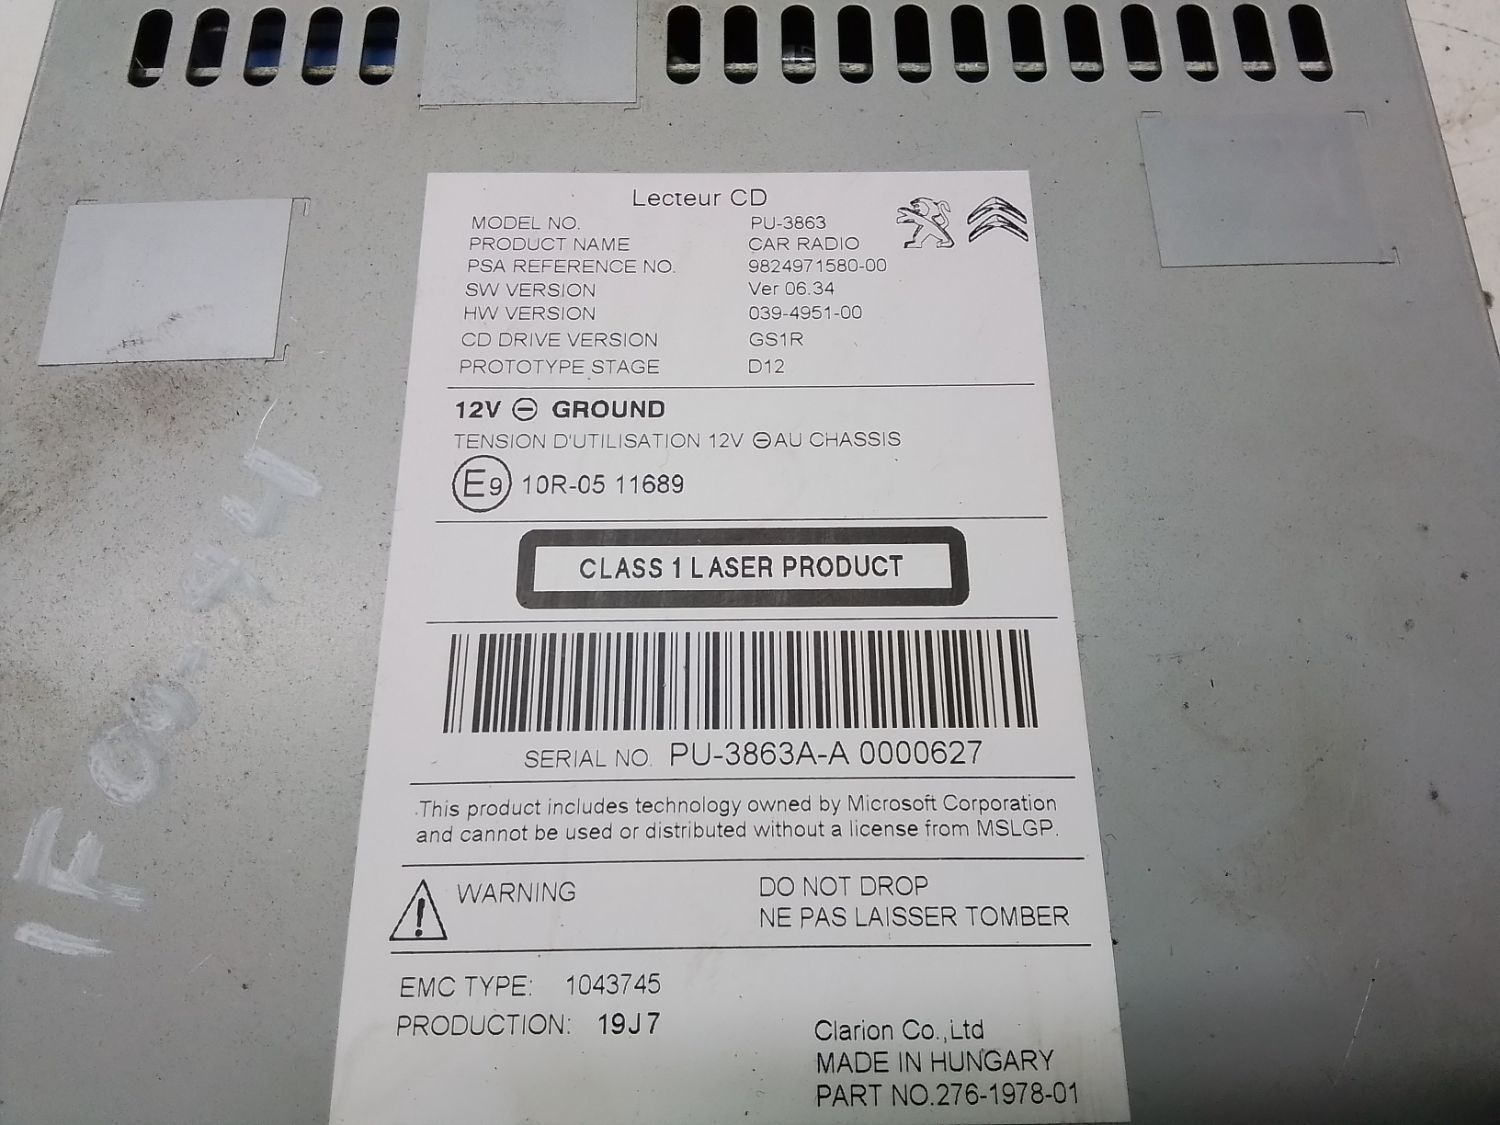 Lecteur CD
MODEL NO. PU-3863
PRODUCT NAME CAR RADIO
PSA REFERENCE NO. 9824971580-00
SW VERSION Ver 06.34
HW VERSION 039-4951-00
CD DRIVE VERSION GS1R
PROTOTYPE STAGE D12
12V ⊖ GROUND
TENSION D'UTILISATION 12V ⊖AU CHASSIS
E9 10R-05 11689
CLASS 1 LASER PRODUCT
SERIAL NO. PU-3863A-A 0000627
This product includes technology owned by Microsoft Corporation
and cannot be used or distributed without a license from MSLGP.
WARNING DO NOT DROP
NE PAS LAISSER TOMBER
EMC TYPE: 1043745
PRODUCTION: 19J7
Clarion Co.,Ltd
MADE IN HUNGARY
PART NO.276-1978-01